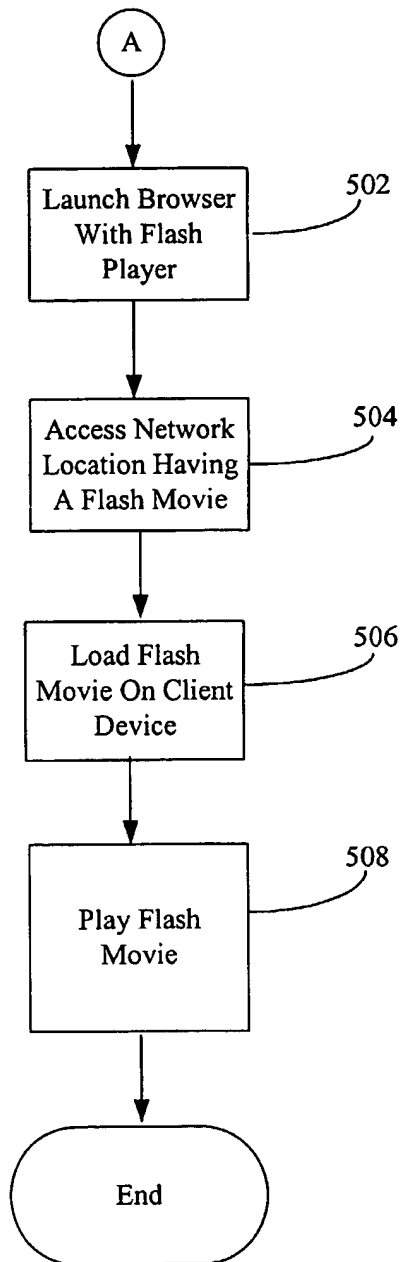 A
Launch Browser
With Flash
Player
502
Access Network
Location Having
A Flash Movie
504
Load Flash
Movie On Client
Device
506
Play Flash
Movie
508
End